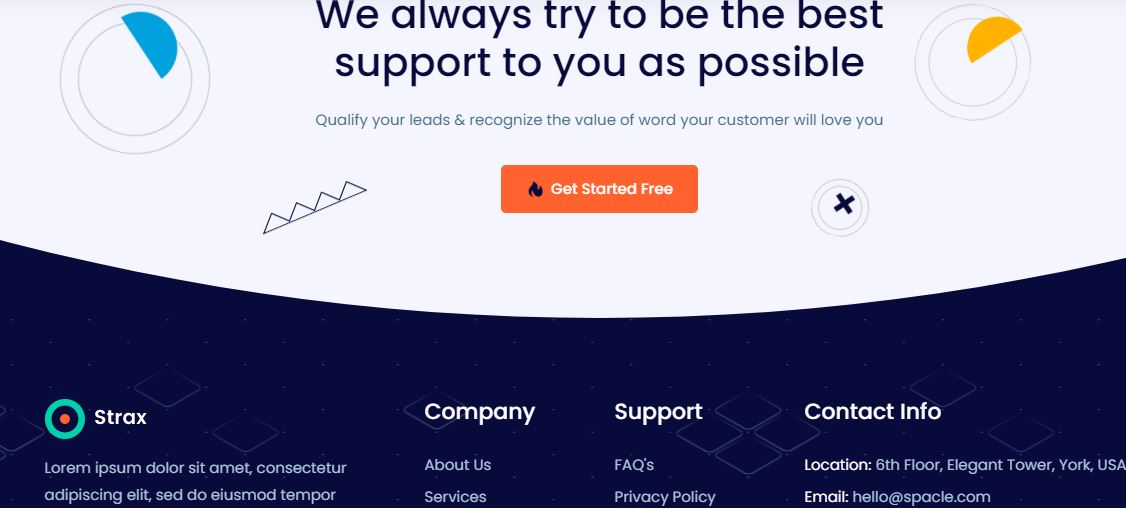 We always try to be the best
support to you as possible
Qualify your leads & recognize the value of word your customer will love you
Get Started Free
Strax
Lorem ipsum dolor sit amet, consectetur
adipiscing elit, sed do eiusmod tempor
Company
About Us
Services
Support
FAQ's
Privacy Policy
Contact Info
Location: 6th Floor, Elegant Tower, York, USA
Email: hello@spacle.com